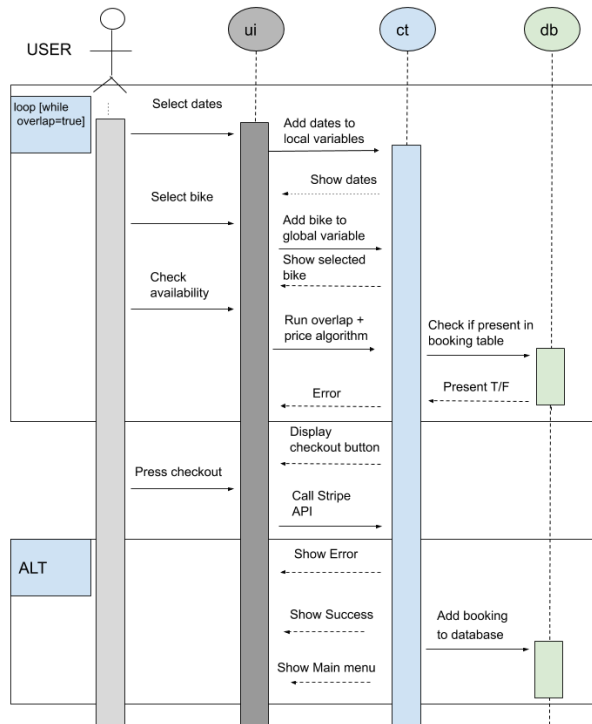 USER
ui
ct
db
loop [while
overlap=true]
Select dates
Add dates to
local variables
Show dates
Select bike
Add bike to
global variable
Show selected
bike
Check
availability
Run overlap +
price algorithm
Check if present in
booking table
Present T/F
Error
Display
checkout button
Press checkout
Call Stripe
API
ALT
Show Error
Show Success
Add booking
to database
Show Main menu